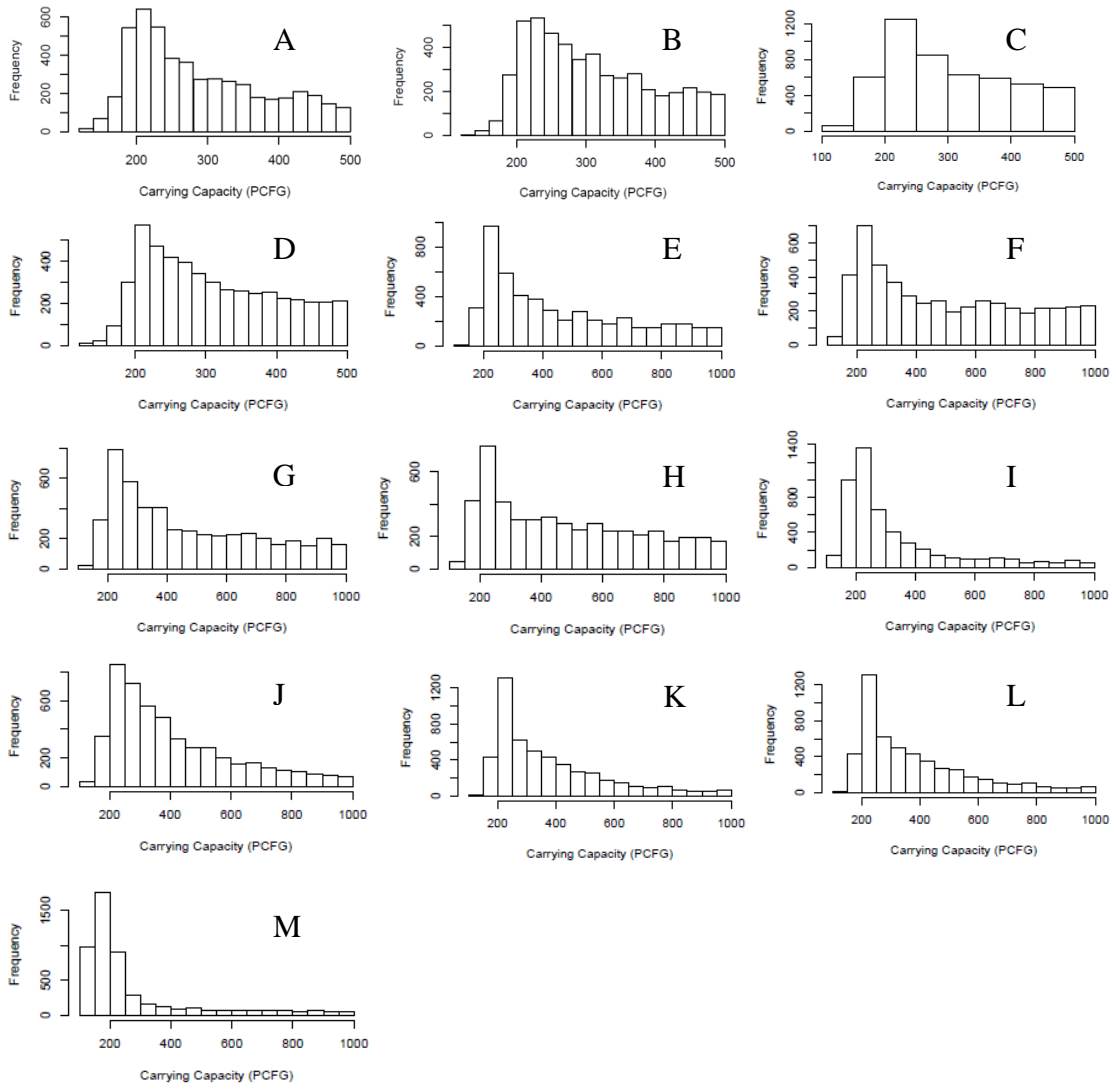 A
Frequency
0 200 400 600
200 300 400 500
Carrying Capacity (PCFG)
B
Frequency
0 200 400
200 300 400 500
Carrying Capacity (PCFG)
C
Frequency
0 400 800 1200
100 200 300 400 500
Carrying Capacity (PCFG)
D
Frequency
0 200 400
200 300 400 500
Carrying Capacity (PCFG)
E
Frequency
0 400 800
200 400 600 800 1000
Carrying Capacity (PCFG)
F
Frequency
0 200 400 600
200 400 600 800 1000
Carrying Capacity (PCFG)
G
Frequency
0 200 600
200 400 600 800 1000
Carrying Capacity (PCFG)
H
Frequency
0 200 600
200 400 600 800 1000
Carrying Capacity (PCFG)
I
Frequency
0 400 800 1400
200 400 600 800 1000
Carrying Capacity (PCFG)
J
Frequency
0 200 600
200 400 600 800 1000
Carrying Capacity (PCFG)
K
Frequency
0 400 800 1200
200 400 600 800 1000
Carrying Capacity (PCFG)
L
Frequency
0 400 800 1200
200 400 600 800 1000
Carrying Capacity (PCFG)
M
Frequency
0 500 1500
200 400 600 800 1000
Carrying Capacity (PCFG)